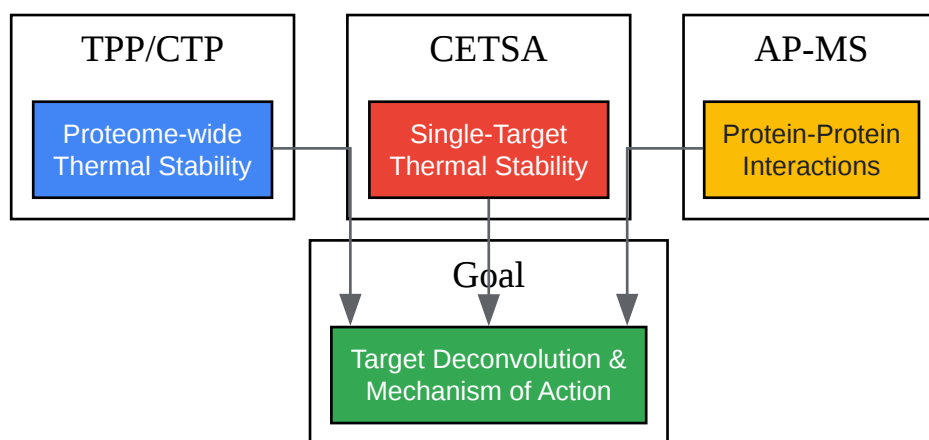 TPP/CTP
Proteome-wide
Thermal Stability
CETSA
Single-Target
Thermal Stability
AP-MS
Protein-Protein
Interactions
Goal
Target Deconvolution &
Mechanism of Action